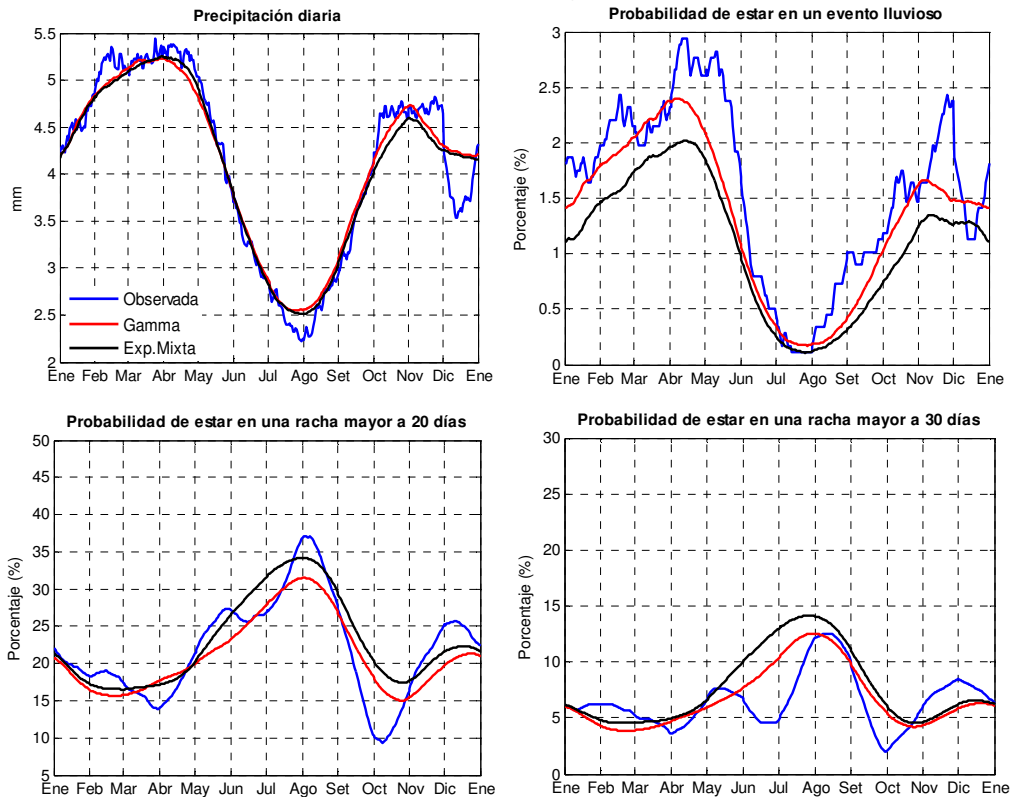 Precipitación diaria
5.5
5
4.5
4
3.5
3
2.5
2
mm
Observada
Gamma
Exp.Mixta
Ene Feb Mar Abr May Jun Jul Ago Set Oct Nov Dic Ene
Probabilidad de estar en un evento lluvioso
3
2.5
2
1.5
1
0.5
0
Porcentaje (%)
Ene Feb Mar Abr May Jun Jul Ago Set Oct Nov Dic Ene
Probabilidad de estar en una racha mayor a 20 días
50
45
40
35
30
25
20
15
10
5
Porcentaje (%)
Ene Feb Mar Abr May Jun Jul Ago Set Oct Nov Dic Ene
Probabilidad de estar en una racha mayor a 30 días
30
25
20
15
10
5
0
Porcentaje (%)
Ene Feb Mar Abr May Jun Jul Ago Set Oct Nov Dic Ene